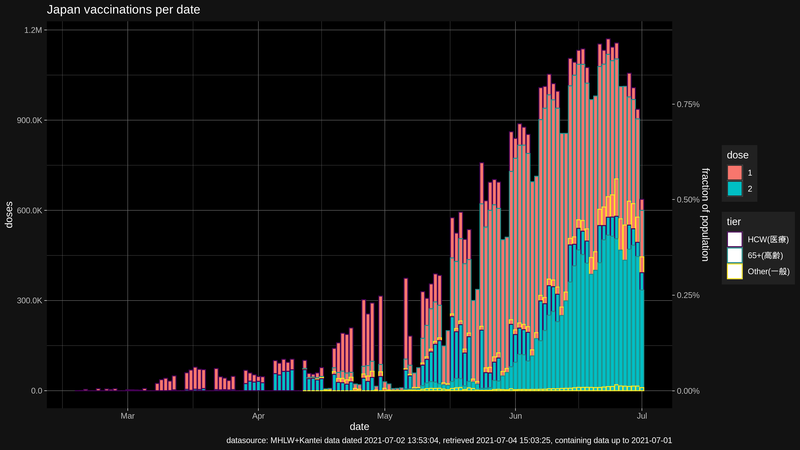 Japan vaccinations per date
1.2M
900.0K
600.0K
300.0K
0.0
doses
0.75%
0.50%
0.25%
0.00%
fraction of population
Mar
Apr
May
Jun
Jul
date
dose
1
2
tier
HCW(医療)
65+(高齢)
Other(一般)
datasource: MHLW+Kantei data dated 2021-07-02 13:53:04, retrieved 2021-07-04 15:03:25, containing data up to 2021-07-01